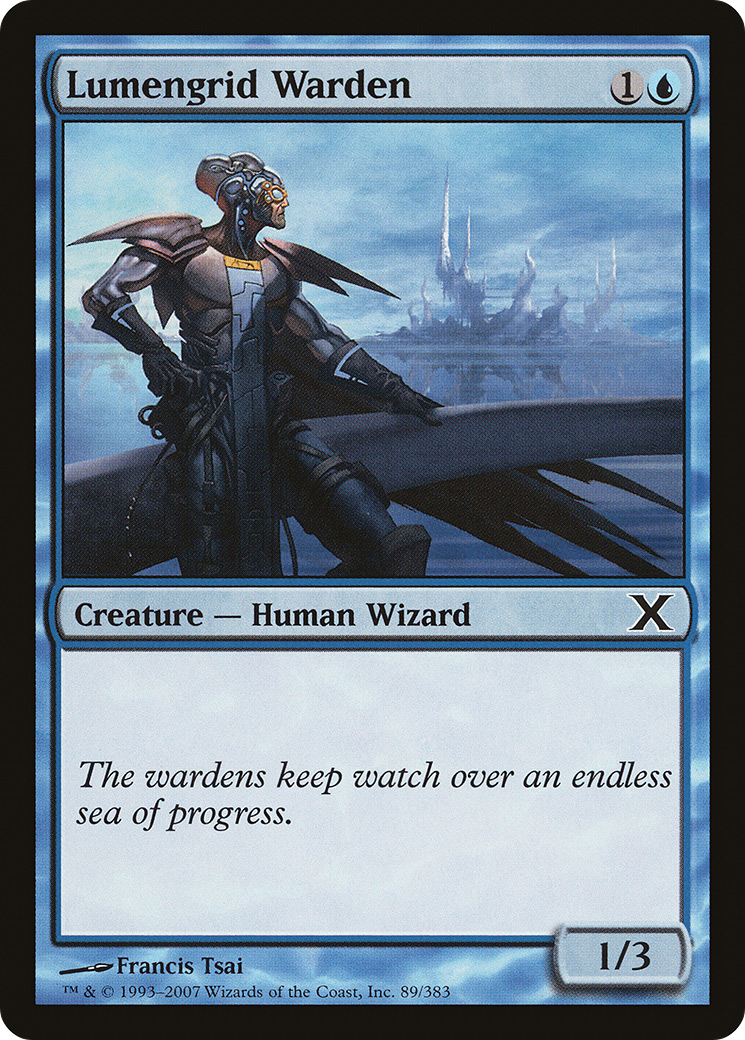 Lumengrid Warden 1
Creature — Human Wizard X
The wardens keep watch over an endless
sea of progress.
1/3
Francis Tsai
™ & © 1993–2007 Wizards of the Coast, Inc. 89/383